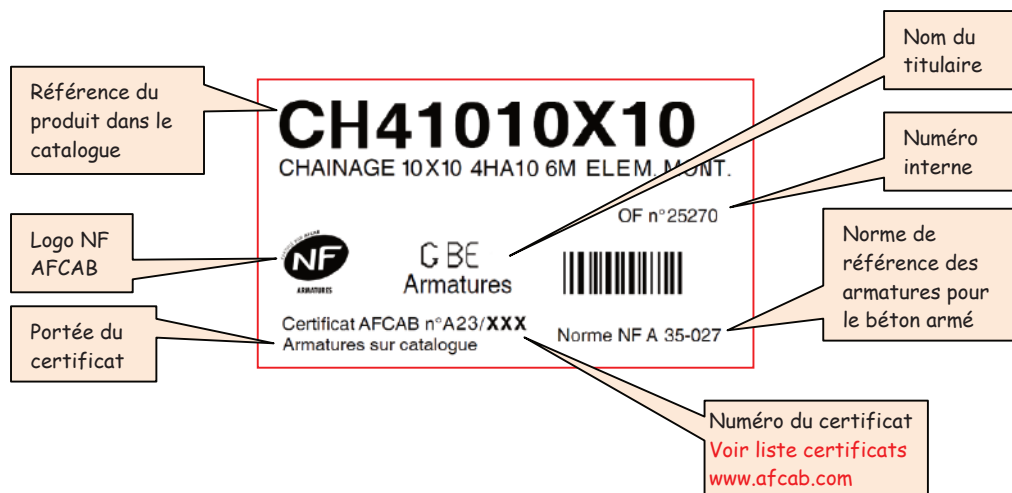 Nom du
titulaire
Référence du
produit dans le
catalogue
CH41010X10
CHAINAGE 10X10 4HA10 6M ELEM. MONT.
Numéro
interne
OF n°25270
Logo NF
AFCAB
NF
ARMATURES
G BE
Armatures
Norme de
référence des
armatures pour
le béton armé
Portée du
certificat
Certificat AFCAB n°A23/XXX
Armatures sur catalogue
Norme NF A 35-027
Numéro du certificat
Voir liste certificats
www.afcab.com